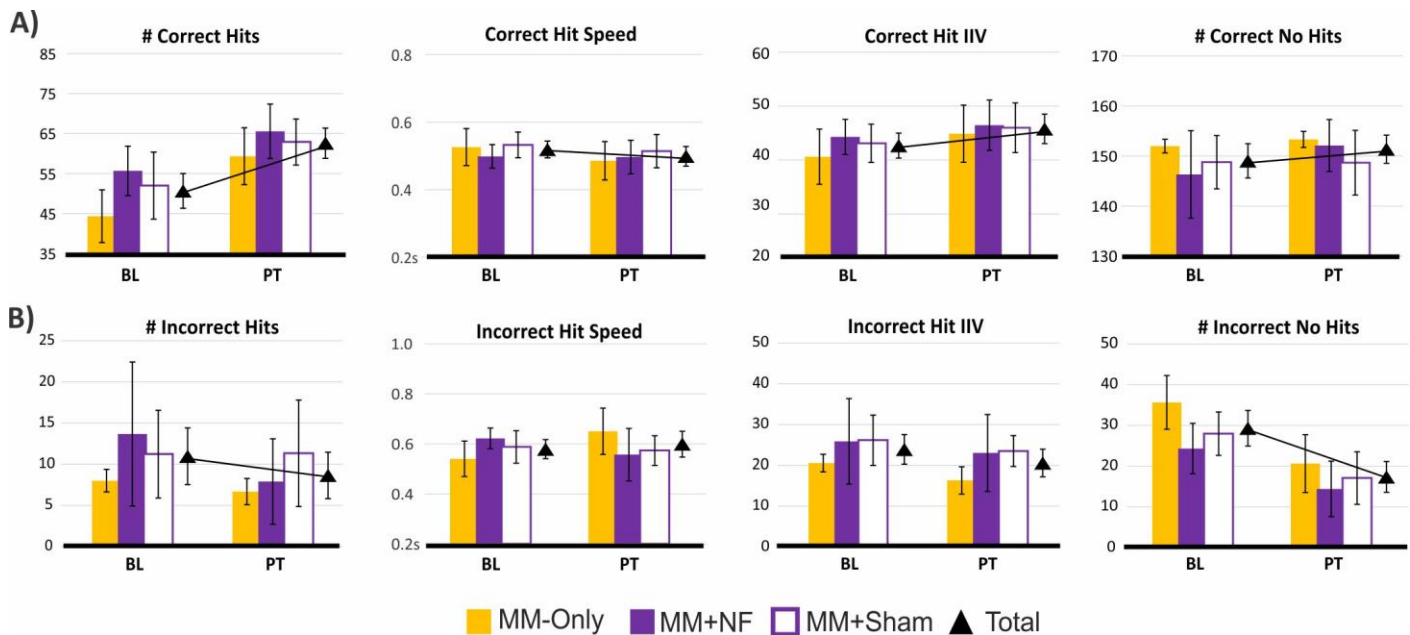 A)
# Correct Hits
85
75
65
55
45
35
BL
PT
Correct Hit Speed
0.8
0.6
0.4
0.2s
BL
PT
Correct Hit IIV
60
50
40
30
20
BL
PT
# Correct No Hits
170
160
150
140
130
BL
PT
B)
# Incorrect Hits
25
20
15
10
5
0
BL
PT
Incorrect Hit Speed
1.0
0.8
0.6
0.4
0.2s
BL
PT
Incorrect Hit IIV
50
40
30
20
10
0
BL
PT
# Incorrect No Hits
50
40
30
20
10
0
BL
PT
MM-Only MM+NF MM+Sham Total